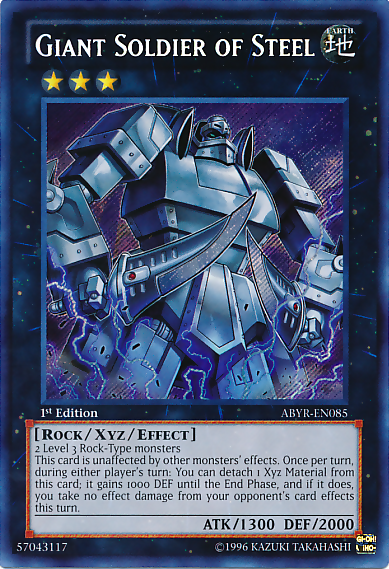 GIANT SOLDIER OF STEEL
EARTH
地
1st Edition
ABYR-EN085
[ROCK/XYZ/EFFECT]
2 Level 3 Rock-Type monsters
This card is unaffected by other monsters' effects. Once per turn,
during either player's turn: You can detach 1 Xyz Material from
this card; it gains 1000 DEF until the End Phase, and if it does,
you take no effect damage from your opponent's card effects
this turn.
ATK/1300 DEF/2000
57043117
©1996 KAZUKI TAKAHASHI